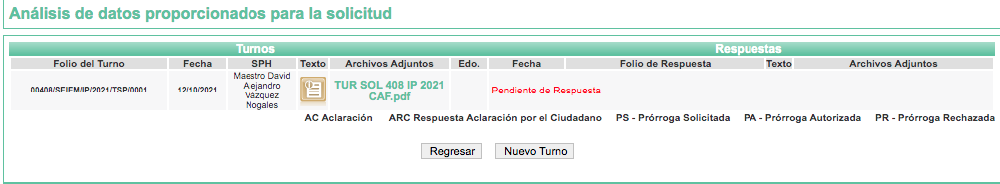 Análisis de datos proporcionados para la solicitud
Turnos Respuestas
Folio del Turno Fecha SPH Texto Archivos Adjuntos Edo. Fecha Folio de Respuesta Texto Archivos Adjuntos
00408/SEIEM/IP/2021/TSP/0001 12/10/2021 Maestro David Alejandro Vázquez Nogales TUR SOL 408 IP 2021 CAF.pdf Pendiente de Respuesta
AC Aclaración ARC Respuesta Aclaración por el Ciudadano PS - Prórroga Solicitada PA - Prórroga Autorizada PR - Prórroga Rechazada
Regresar Nuevo Turno